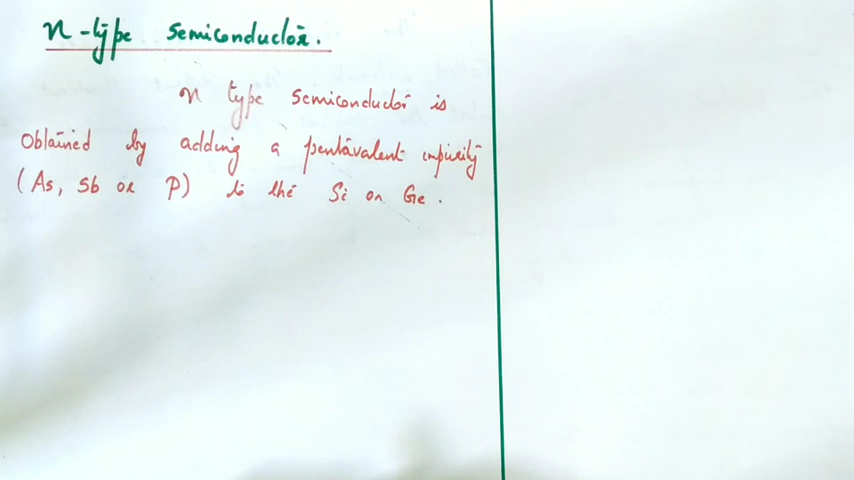 n-type semiconductor.
n type semiconductor is
obtained by adding a pentavalent impurity
(As, Sb or P) to the Si or Ge.